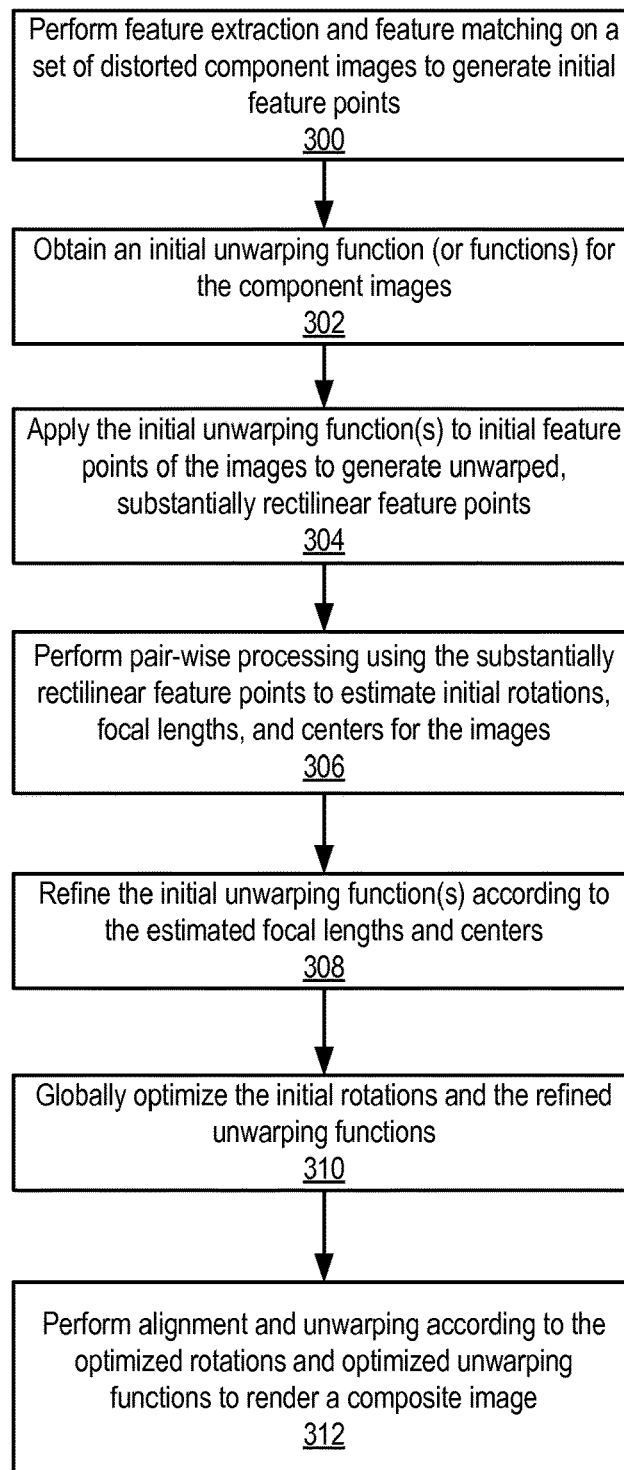 Perform feature extraction and feature matching on a
set of distorted component images to generate initial
feature points
300
Obtain an initial unwarping function (or functions) for
the component images
302
Apply the initial unwarping function(s) to initial feature
points of the images to generate unwarped,
substantially rectilinear feature points
304
Perform pair-wise processing using the substantially
rectilinear feature points to estimate initial rotations,
focal lengths, and centers for the images
306
Refine the initial unwarping function(s) according to
the estimated focal lengths and centers
308
Globally optimize the initial rotations and the refined
unwarping functions
310
Perform alignment and unwarping according to the
optimized rotations and optimized unwarping
functions to render a composite image
312